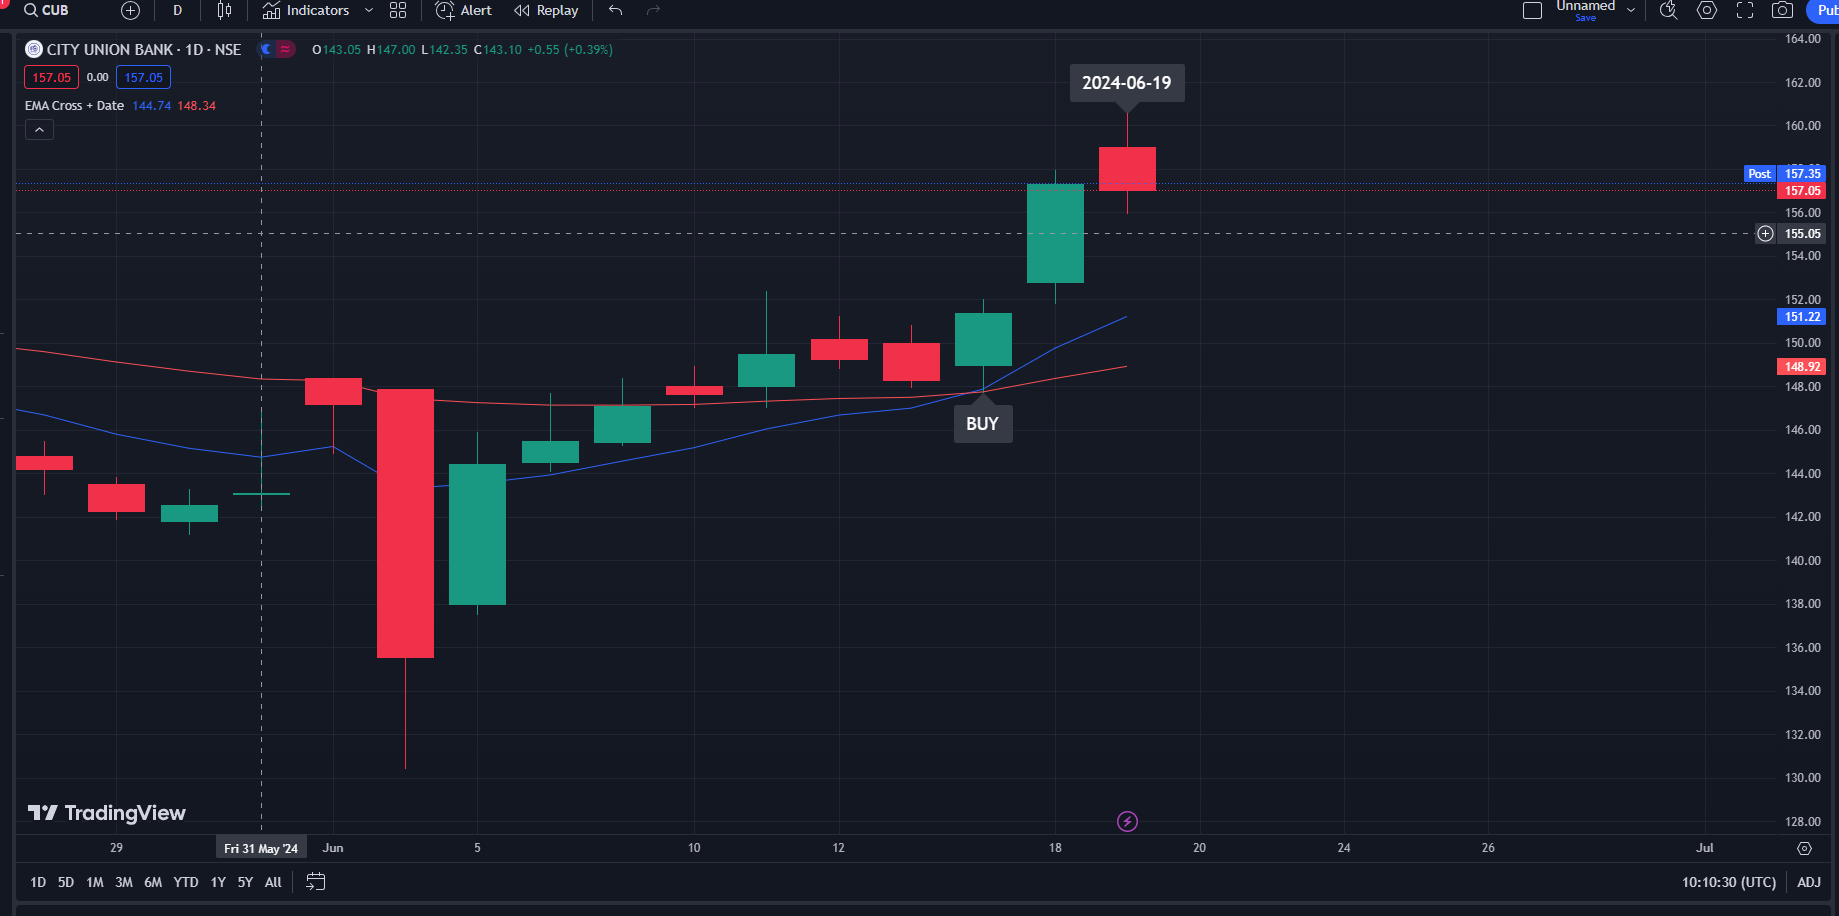 CUB D Indicators Alert Replay Unnamed
Save
CITY UNION BANK · 1D · NSE O143.05 H147.00 L142.35 C143.10 +0.55 (+0.39%)
157.05 0.00 157.05
EMA Cross + Date 144.74 148.34
2024-06-19
BUY
164.00
162.00
160.00
Post 157.35
157.05
156.00
155.05
154.00
152.00
151.22
150.00
148.92
148.00
146.00
144.00
142.00
140.00
138.00
136.00
134.00
132.00
130.00
128.00
TradingView
29 Fri 31 May '24 Jun 5 10 12 18 20 24 26 Jul
1D 5D 1M 3M 6M YTD 1Y 5Y All 10:10:30 (UTC) ADJ